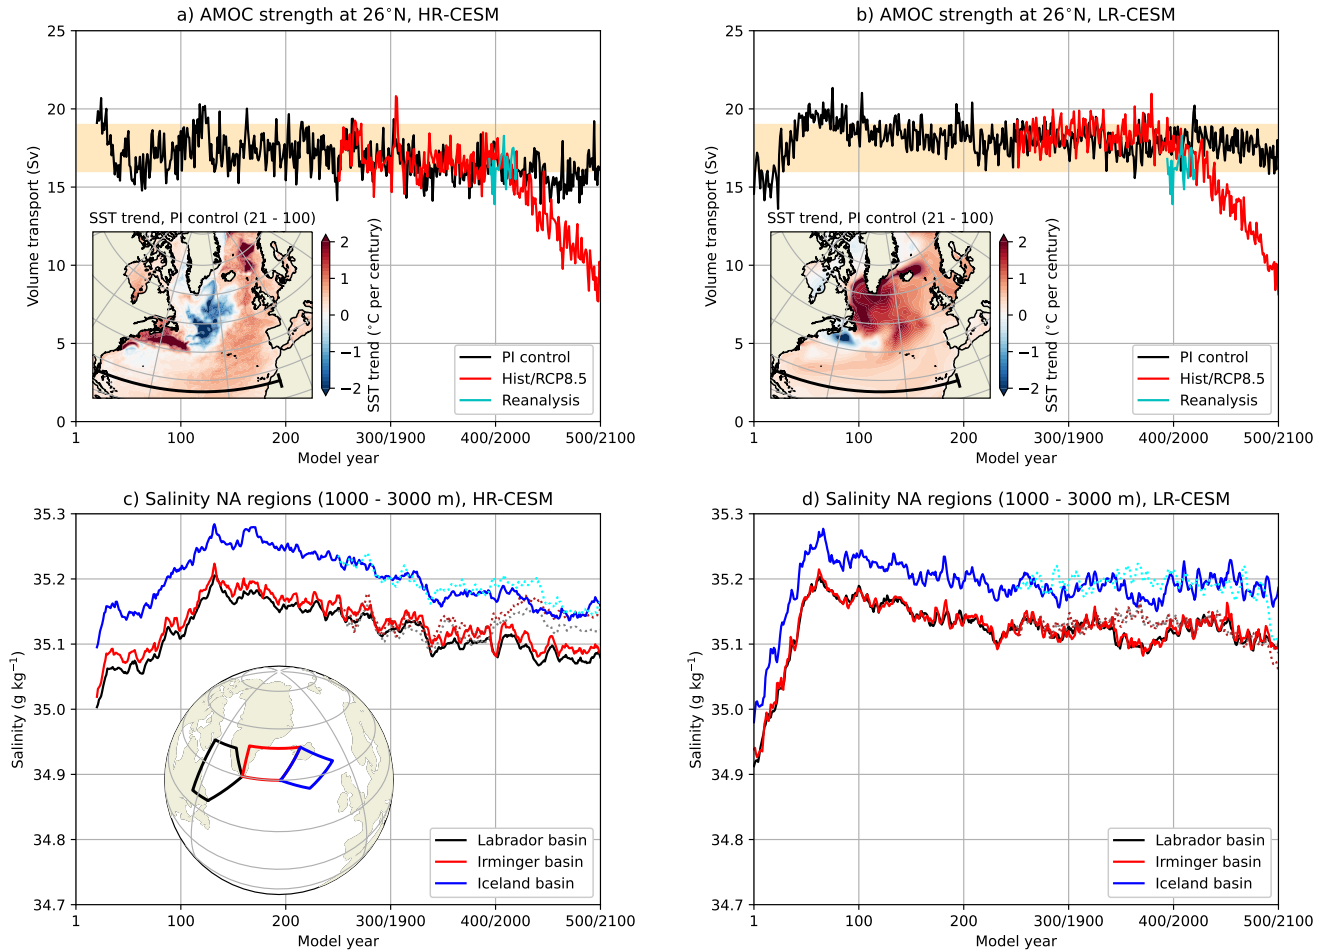 a) AMOC strength at 26°N, HR-CESM
25
20
15
10
5
0
Volume transport (Sv)
SST trend, PI control (21 - 100)
2
1
0
−1
−2
SST trend (°C per century)
PI control
Hist/RCP8.5
Reanalysis
1
100
200
300/1900
400/2000
500/2100
Model year
b) AMOC strength at 26°N, LR-CESM
25
20
15
10
5
0
Volume transport (Sv)
SST trend, PI control (21 - 100)
2
1
0
−1
−2
SST trend (°C per century)
PI control
Hist/RCP8.5
Reanalysis
1
100
200
300/1900
400/2000
500/2100
Model year
c) Salinity NA regions (1000 - 3000 m), HR-CESM
35.3
35.2
35.1
35.0
34.9
34.8
34.7
Salinity (g kg⁻¹)
Labrador basin
Irminger basin
Iceland basin
1
100
200
300/1900
400/2000
500/2100
Model year
d) Salinity NA regions (1000 - 3000 m), LR-CESM
35.3
35.2
35.1
35.0
34.9
34.8
34.7
Salinity (g kg⁻¹)
Labrador basin
Irminger basin
Iceland basin
1
100
200
300/1900
400/2000
500/2100
Model year